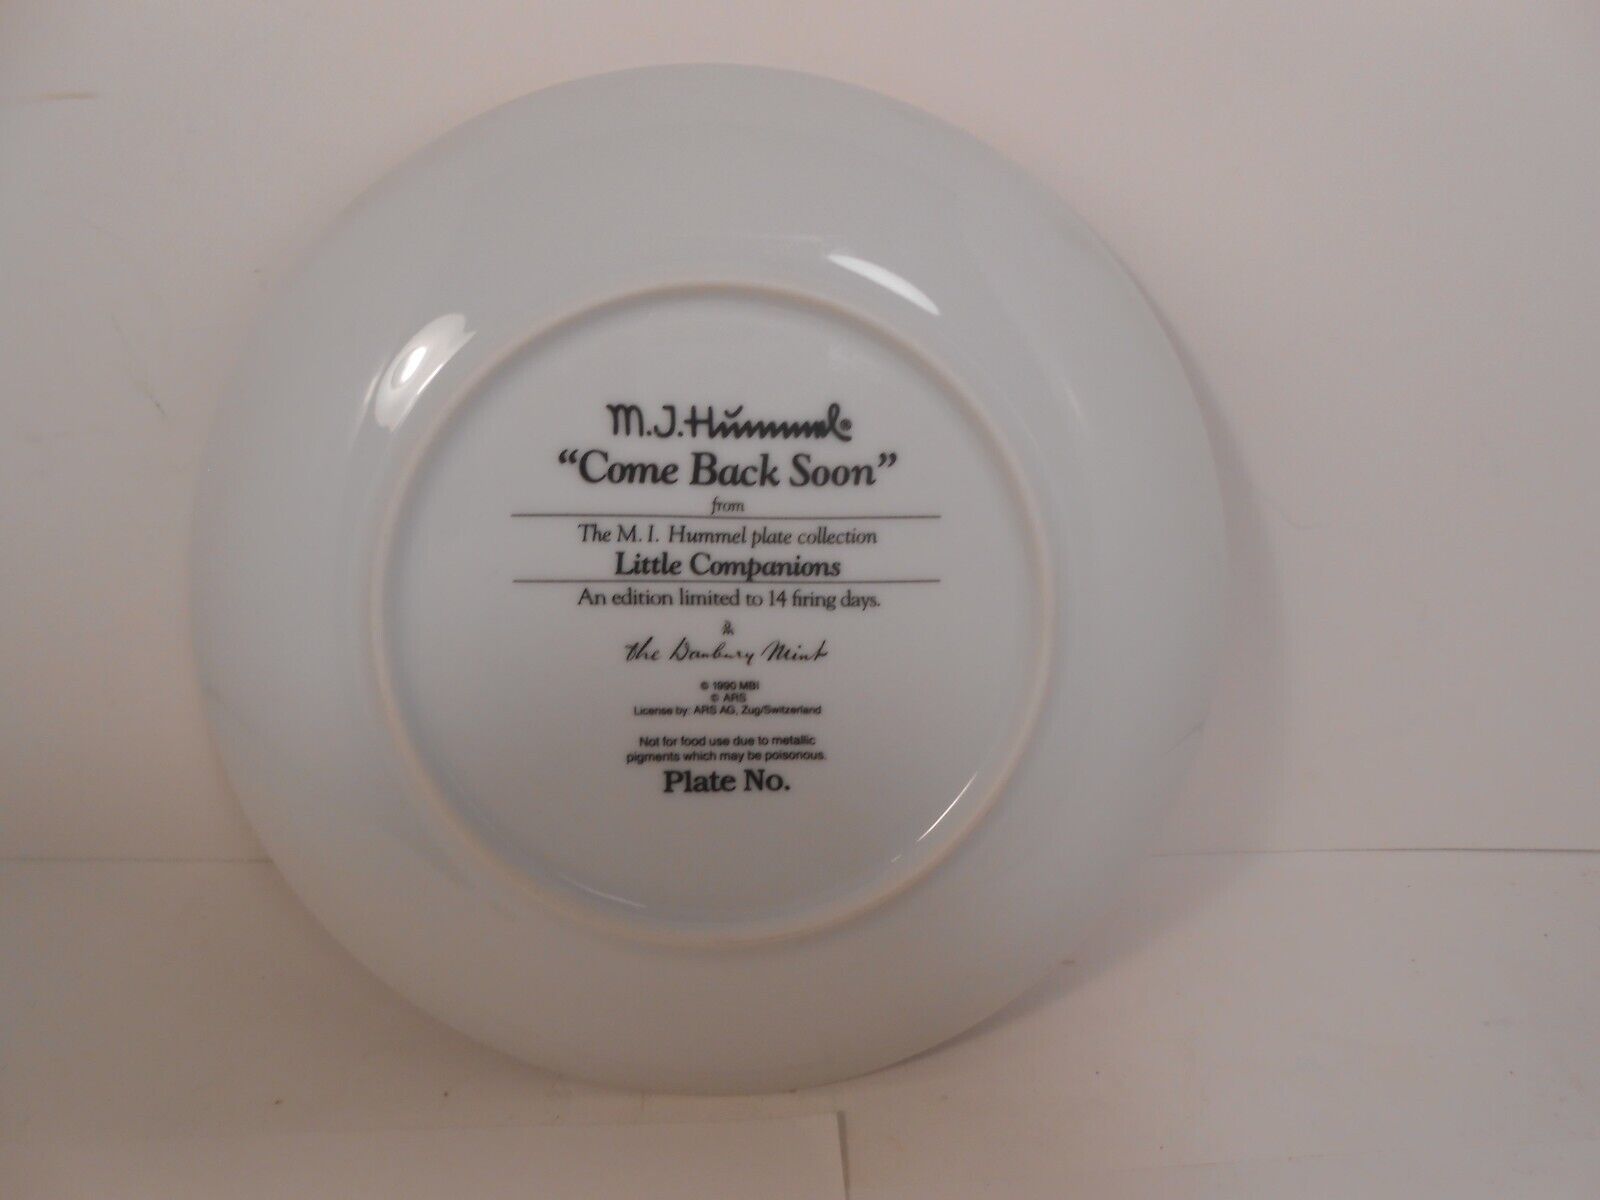 M.J. Hummel®
“Come Back Soon”
from
The M. I. Hummel plate collection
Little Companions
An edition limited to 14 firing days.
the Danbury Mint
© 1990 MBI
© ARS
License by: ARS AG, Zug/Switzerland
Not for food use due to metallic
pigments which may be poisonous.
Plate No.